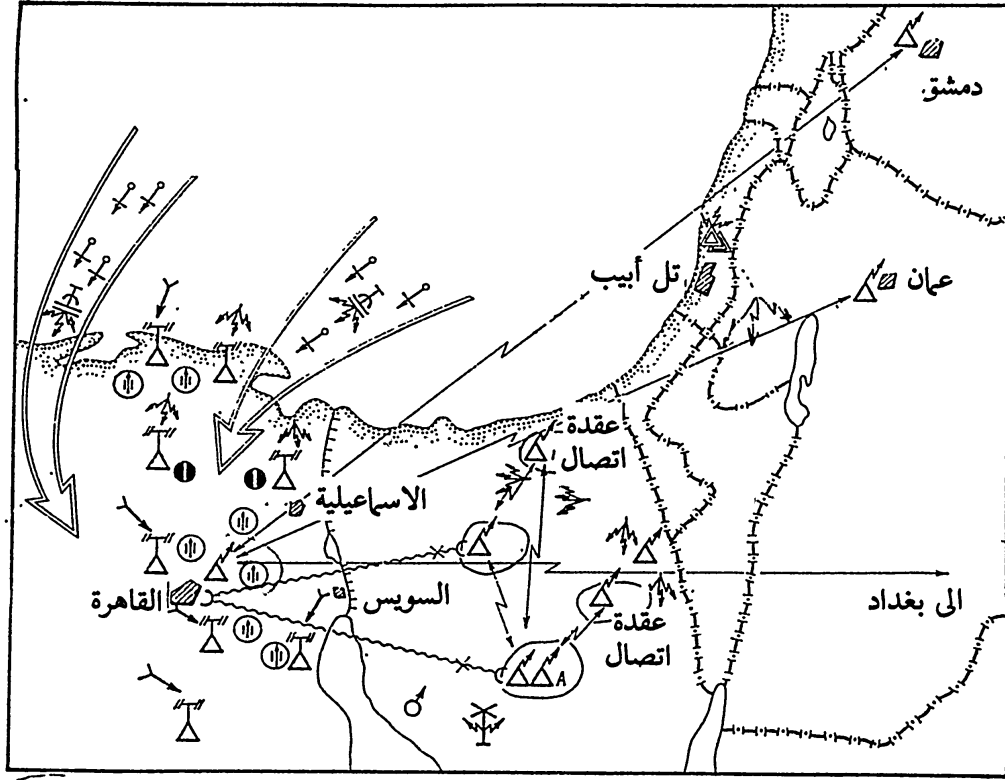 دمشق
عمان
تل أبيب
عقدة
اتصال
الاسماعيلية
السويس
القاهرة
الى بغداد
عقدة
اتصال
A